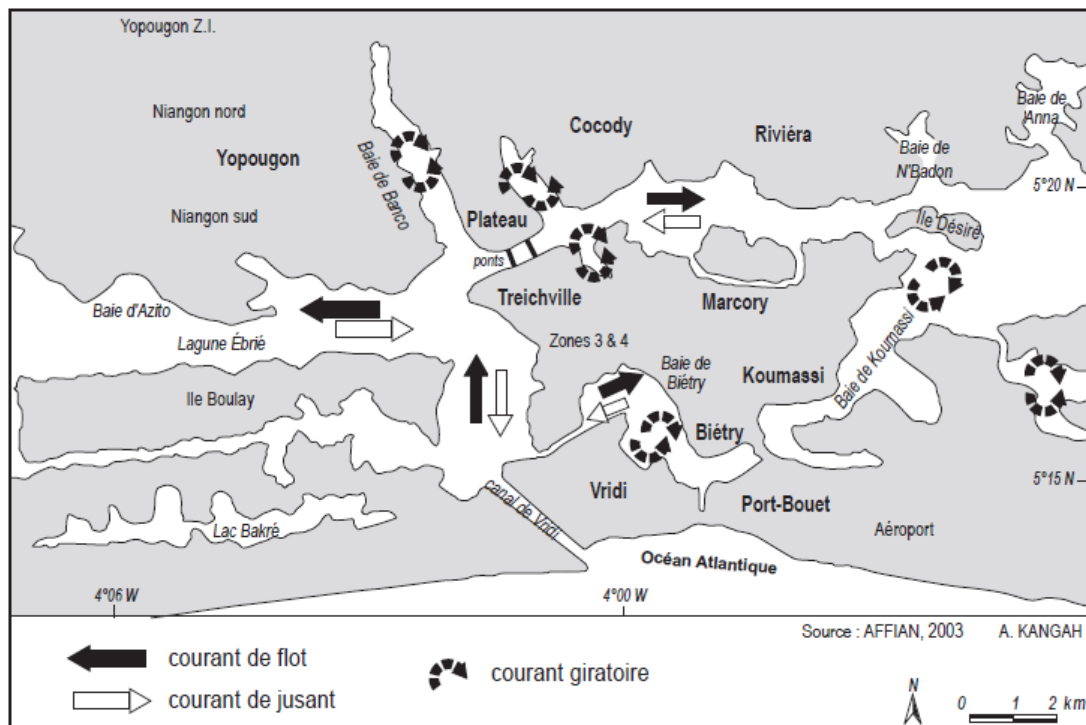 Yopougon Z.I.
Baie de
'Anna
Niangon nord
Cocody
Riviéra
Baie de
N'Badon
Yopougon
Baie de Banco
5°20 N
Niangon sud
Plateau
Ile Désiré
ponts
Treichville
Marcory
Baie d'Azito
Lagune Ébrié
Zones 3 & 4
Baie de
Biétry
Koumassi
Baie de Koumassi
Ile Boulay
Biétry
5°15 N
Vridi
canal de Vridi
Port-Bouet
Lac Bakré
Aéroport
Océan Atlantique
4°06 W
4°00 W
Source : AFFIAN, 2003 A. KANGAH
courant de flot
courant giratoire
courant de jusant
N
0 1 2 km